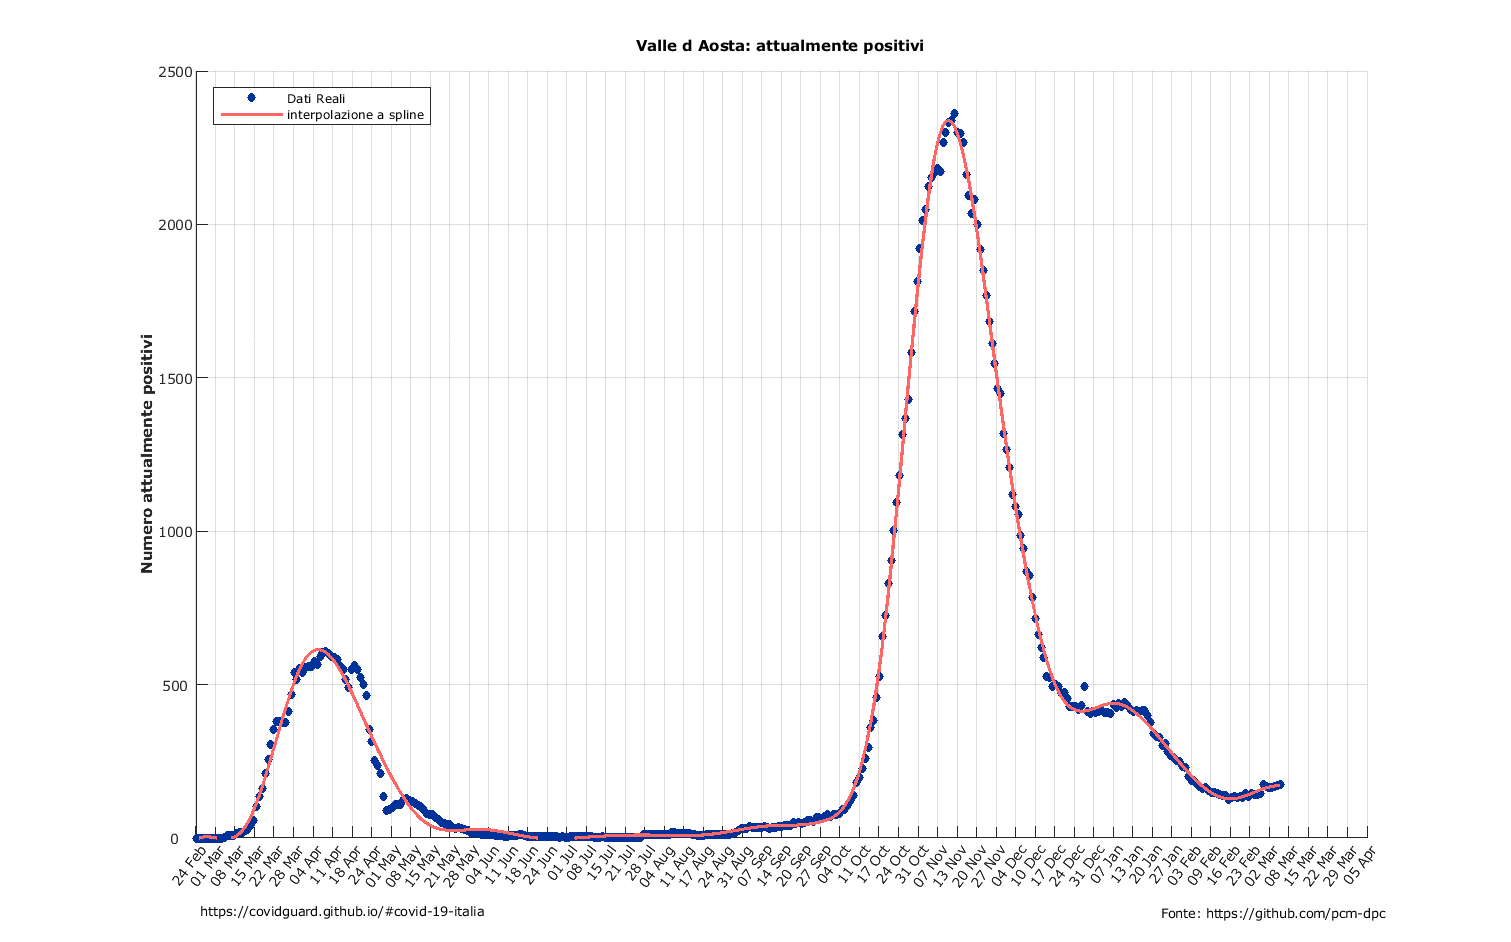 Valle d Aosta: attualmente positivi
Dati Reali
interpolazione a spline
Numero attualmente positivi
2500
2000
1500
1000
500
0
24 Feb
01 Mar
08 Mar
15 Mar
22 Mar
28 Mar
04 Apr
11 Apr
18 Apr
24 Apr
01 May
08 May
15 May
21 May
28 May
04 Jun
11 Jun
18 Jun
24 Jun
01 Jul
08 Jul
15 Jul
21 Jul
28 Jul
04 Aug
11 Aug
17 Aug
24 Aug
31 Aug
07 Sep
14 Sep
20 Sep
27 Sep
04 Oct
11 Oct
17 Oct
24 Oct
31 Oct
07 Nov
13 Nov
20 Nov
27 Nov
04 Dec
10 Dec
17 Dec
24 Dec
31 Dec
07 Jan
13 Jan
20 Jan
27 Jan
03 Feb
09 Feb
16 Feb
23 Feb
02 Mar
08 Mar
15 Mar
22 Mar
29 Mar
05 Apr
https://covidguard.github.io/#covid-19-italia
Fonte: https://github.com/pcm-dpc